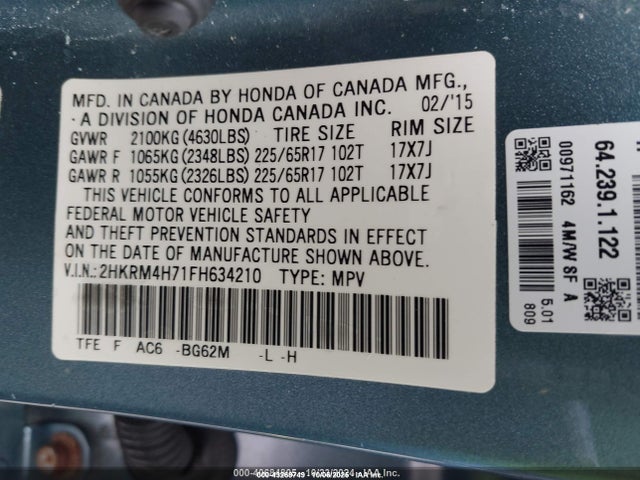 MFD. IN CANADA BY HONDA OF CANADA MFG.,
A DIVISION OF HONDA CANADA INC. 02/'15
GVWR 2100KG (4630LBS) TIRE SIZE RIM SIZE
GAWR F 1065KG (2348LBS) 225/65R17 102T 17X7J
GAWR R 1055KG (2326LBS) 225/65R17 102T 17X7J
THIS VEHICLE CONFORMS TO ALL APPLICABLE
FEDERAL MOTOR VEHICLE SAFETY
AND THEFT PREVENTION STANDARDS IN EFFECT
ON THE DATE OF MANUFACTURE SHOWN ABOVE.
V.I.N.: 2HKRM4H71FH634210 TYPE: MPV
TFE F AC6 -BG62M -L -H
64.239.1.122
00971162 4M/W 8F A
5.01
809
IAA Inc.